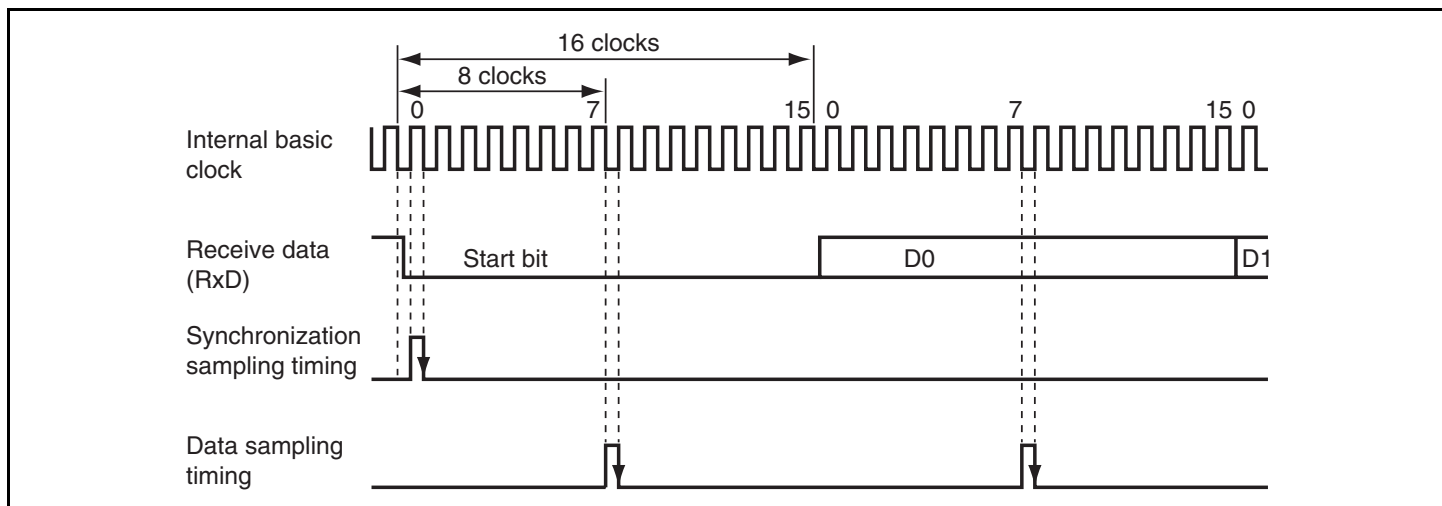 16 clocks
8 clocks
0 7 15 0 7 15 0
Internal basic
clock
Receive data
(RxD)
Start bit D0 D1
Synchronization
sampling timing
Data sampling
timing